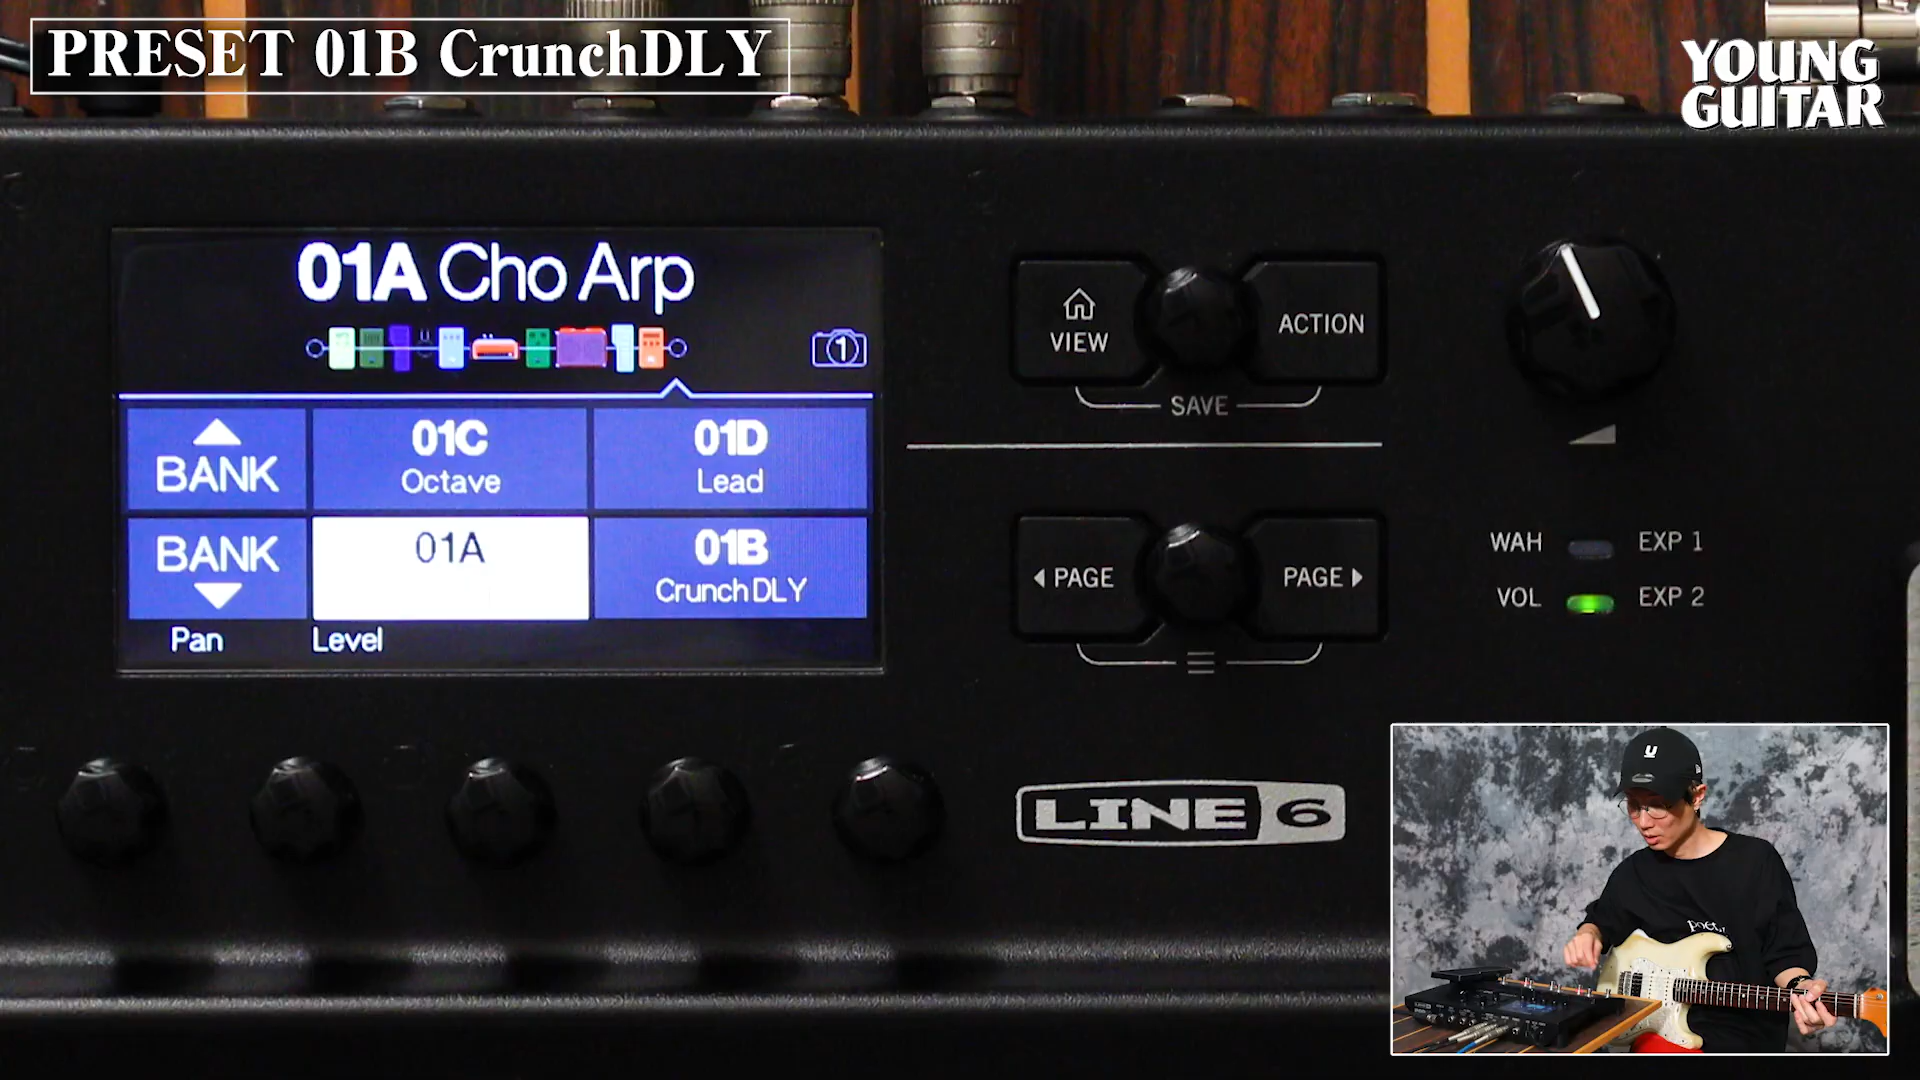 PRESET 01B CrunchDLY
YOUNG
GUITAR
01A Cho Arp
1
BANK
01C
Octave
01D
Lead
BANK
01A
01B
CrunchDLY
Pan
Level
VIEW
ACTION
SAVE
PAGE
PAGE
WAH
EXP 1
VOL
EXP 2
LINE 6